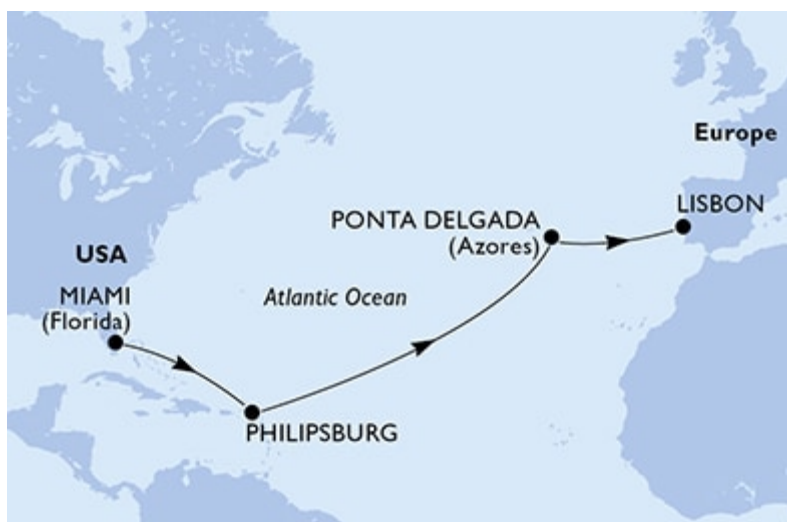 Europe
LISBON
PONTA DELGADA
(Azores)
USA
MIAMI
(Florida)
Atlantic Ocean
PHILIPSBURG